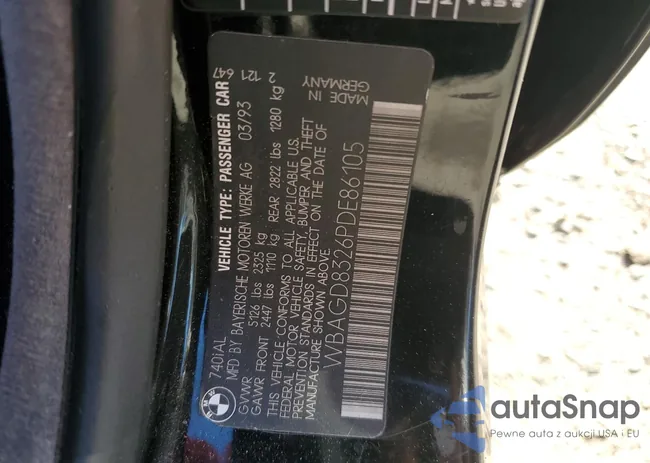 740iAL VEHICLE TYPE: PASSENGER CAR 647
MFD BY BAYERISCHE MOTOREN WERKE AG 03/93 2 121
GVWR 5126 lbs 2325 kg
GAWR FRONT 2447 lbs 1110 kg REAR 2822 lbs 1280 kg
THIS VEHICLE CONFORMS TO ALL APPLICABLE U.S.
FEDERAL MOTOR VEHICLE SAFETY, BUMPER AND THEFT
PREVENTION STANDARDS IN EFFECT ON THE DATE OF
MANUFACTURE SHOWN ABOVE
MADE IN
GERMANY
WBAGD8326PDE86105
autaSnap
Pewne auta z aukcji USA i EU